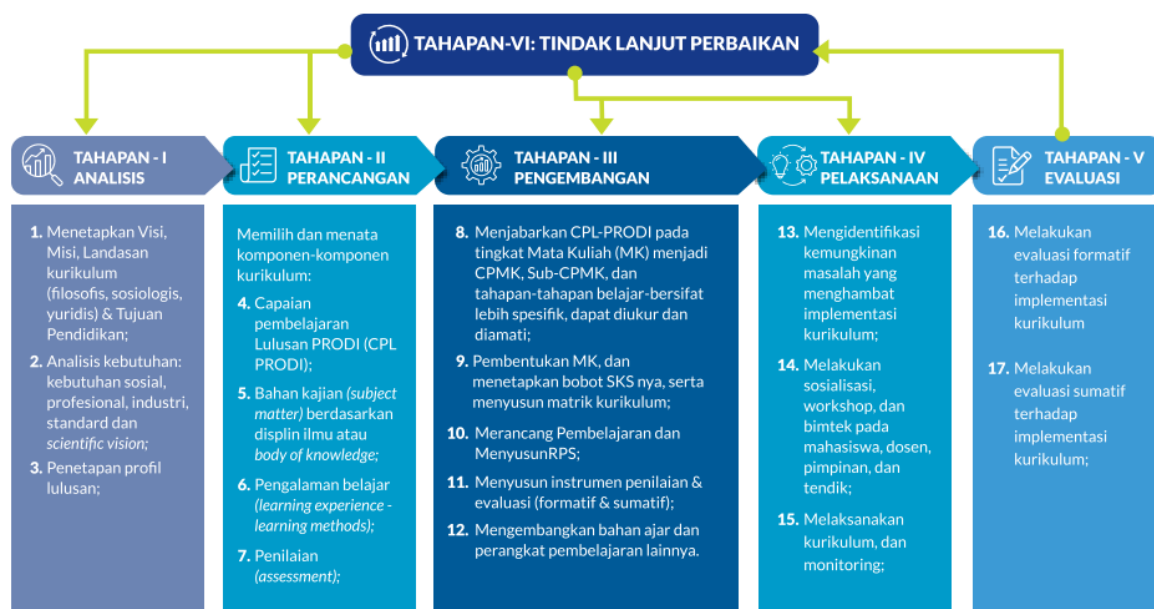 TAHAPAN-VI: TINDAK LANJUT PERBAIKAN
TAHAPAN - I
ANALISIS
1. Menetapkan Visi,
Misi, Landasan
kurikulum
(filosofis, sosiologis,
yuridis) & Tujuan
Pendidikan;
2. Analisis kebutuhan:
kebutuhan sosial,
profesional, industri,
standard dan
scientific vision;
3. Penetapan profil
lulusan;
TAHAPAN - II
PERANCANGAN
Memilih dan menata
komponen-komponen
kurikulum:
4. Capaian
pembelajaran
Lulusan PRODI (CPL
PRODI);
5. Bahan kajian (subject
matter) berdasarkan
displin ilmu atau
body of knowledge;
6. Pengalaman belajar
(learning experience -
learning methods);
7. Penilaian
(assessment);
TAHAPAN - III
PENGEMBANGAN
8. Menjabarkan CPL-PRODI pada
tingkat Mata Kuliah (MK) menjadi
CPMK, Sub-CPMK, dan
tahapan-tahapan belajar-bersifat
lebih spesifik, dapat diukur dan
diamati;
9. Pembentukan MK, dan
menetapkan bobot SKS nya, serta
menyusun matrik kurikulum;
10. Merancang Pembelajaran dan
MenyusunRPS;
11. Menyusun instrumen penilaian &
evaluasi (formatif & sumatif);
12. Mengembangkan bahan ajar dan
perangkat pembelajaran lainnya.
TAHAPAN - IV
PELAKSANAAN
13. Mengidentifikasi
kemungkinan
masalah yang
menghambat
implementasi
kurikulum;
14. Melakukan
sosialisasi,
workshop, dan
bimtek pada
mahasiswa, dosen,
pimpinan, dan
tendik;
15. Melaksanakan
kurikulum, dan
monitoring;
TAHAPAN - V
EVALUASI
16. Melakukan
evaluasi formatif
terhadap
implementasi
kurikulum
17. Melakukan
evaluasi sumatif
terhadap
implementasi
kurikulum;